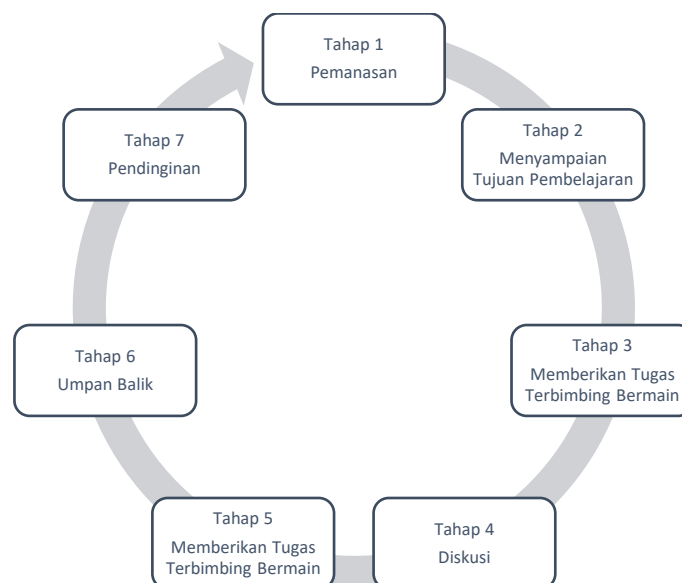 Tahap 1
Pemanasan
Tahap 2
Menyampaian
Tujuan Pembelajaran
Tahap 3
Memberikan Tugas
Terbimbing Bermain
Tahap 4
Diskusi
Tahap 5
Memberikan Tugas
Terbimbing Bermain
Tahap 6
Umpan Balik
Tahap 7
Pendinginan